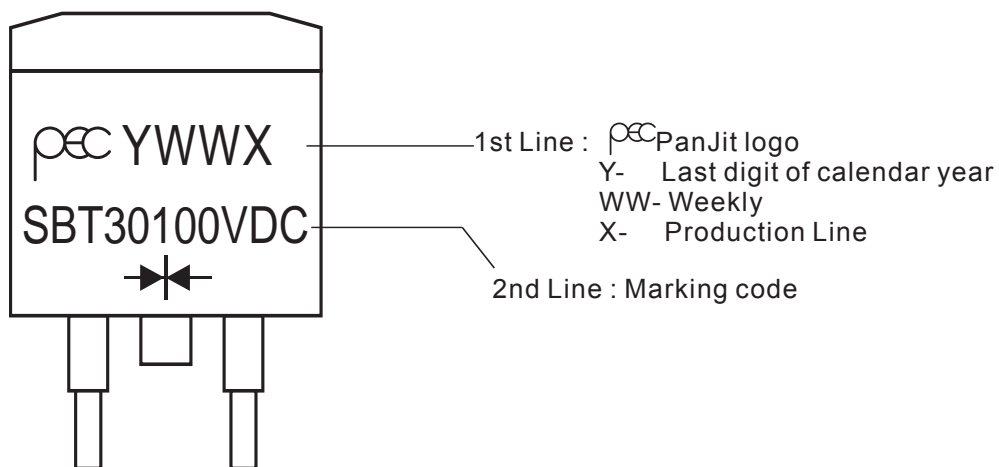 pec YWWX
SBT30100VDC
1st Line : pec PanJit logo
Y- Last digit of calendar year
WW- Weekly
X- Production Line
2nd Line : Marking code